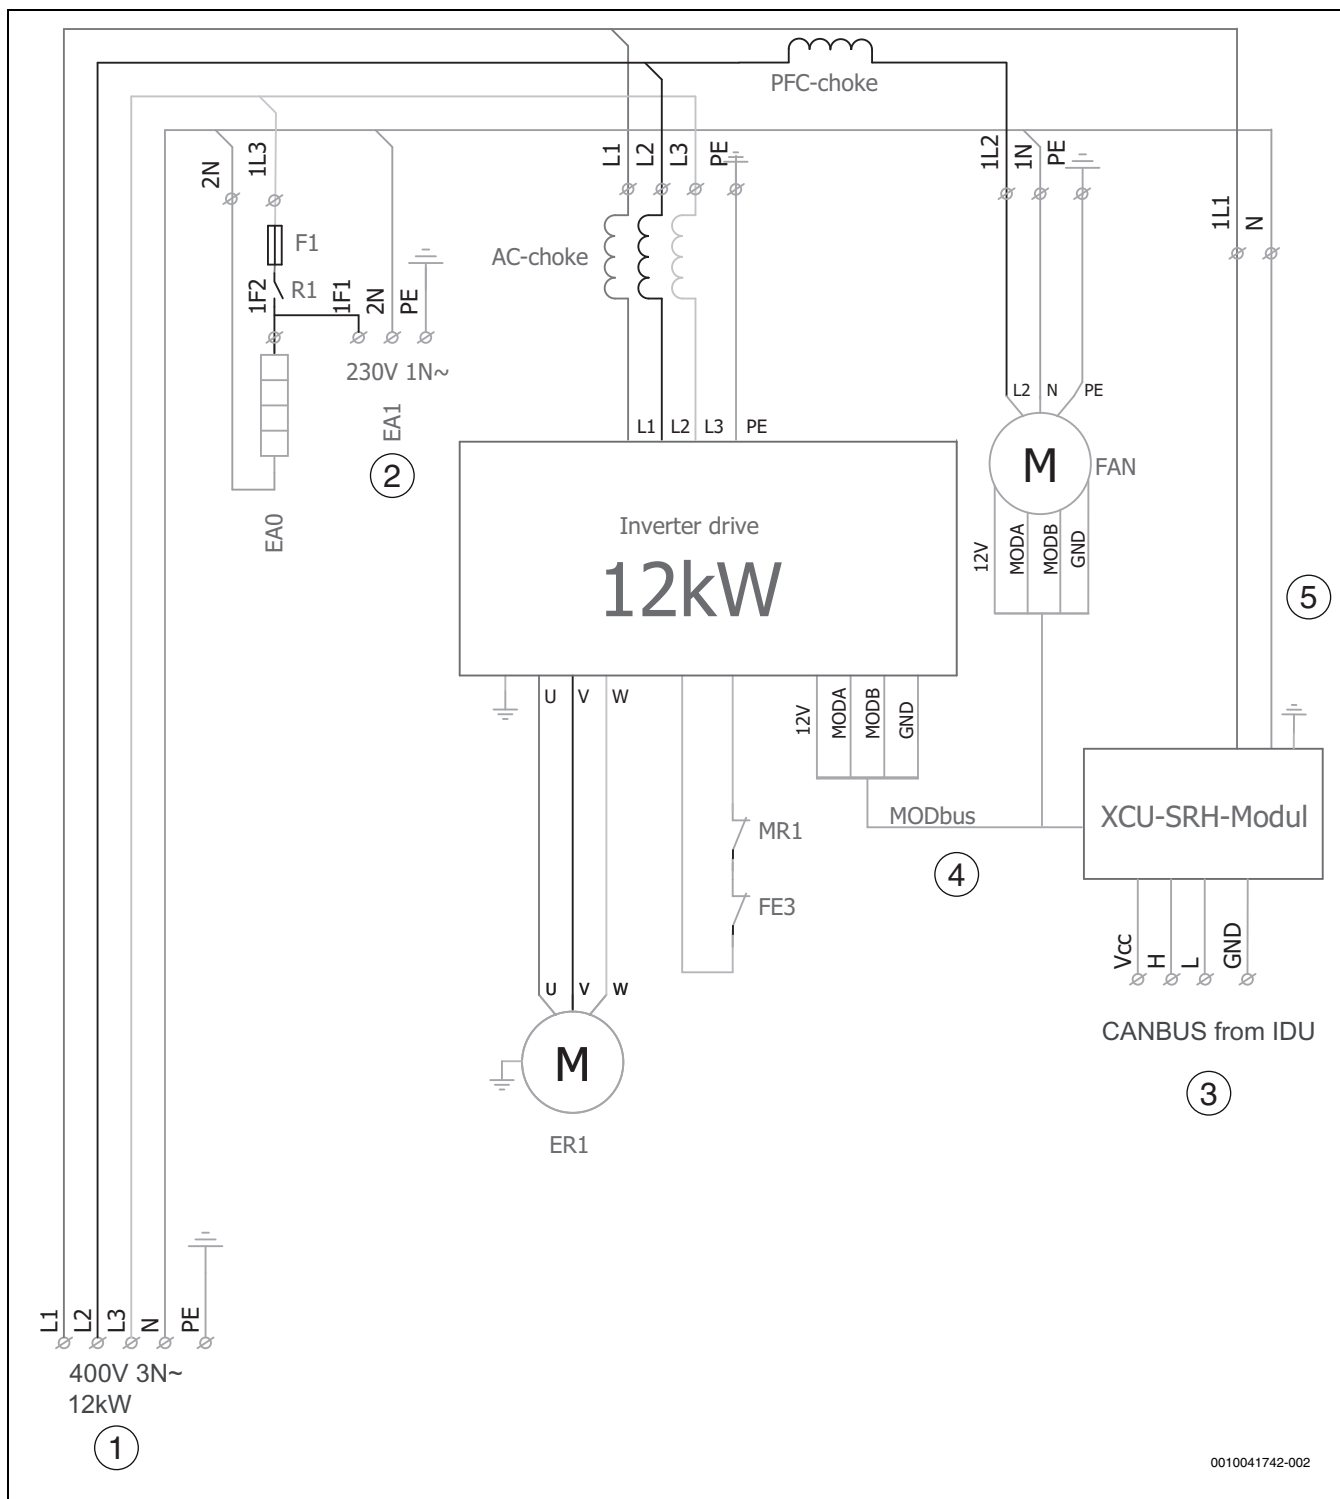 PFC-choke
2N
1L3
L1
L2
L3
PE
1L2
1N
PE
1L1
N
F1
AC-choke
1F2
R1
1F1
2N
PE
230V 1N~
L2
N
PE
EA1
L1
L2
L3
PE
2
M
FAN
EA0
Inverter drive
12kW
12V
MODA
MODB
GND
5
U
V
W
12V
MODA
MODB
GND
MODbus
XCU-SRH-Modul
MR1
4
FE3
Vcc
H
L
GND
U
V
W
CANBUS from IDU
M
3
ER1
L1
L2
L3
N
PE
400V 3N~
12kW
1
0010041742-002